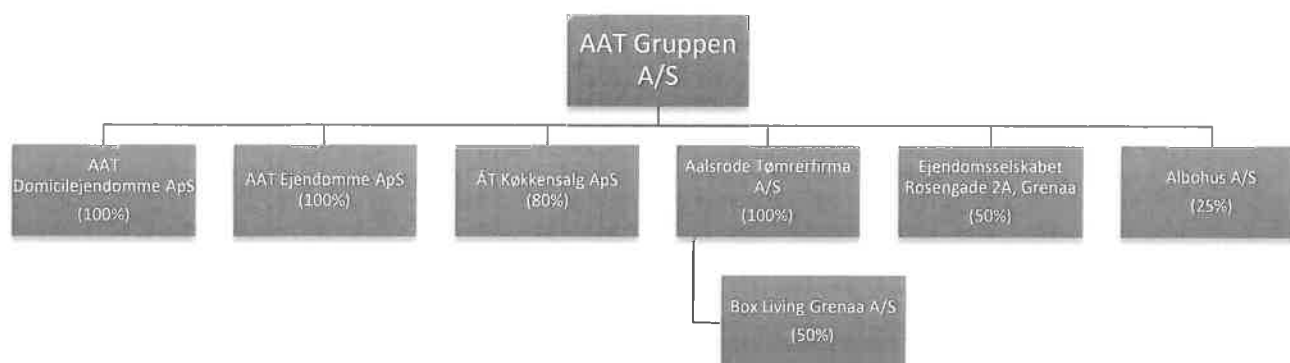 AAT Gruppen
A/S
AAT
Domicilejendomme ApS
(100%)
AAT Ejendomme ApS
(100%)
ÅT Køkkensalg ApS
(80%)
Aalsrode Tømrerfirma
A/S
(100%)
Ejendomsselskabet
Rosengade 2A, Grenaa
(50%)
Albohus A/S
(25%)
Box Living Grenaa A/S
(50%)